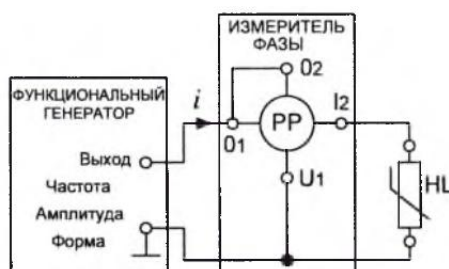 ИЗМЕРИТЕЛЬ
ФАЗЫ
ФУНКЦИОНАЛЬНЫЙ
ГЕНЕРАТОР
i
02
01
PP
I2
U1
HL
Выход
Частота
Амплитуда
Форма